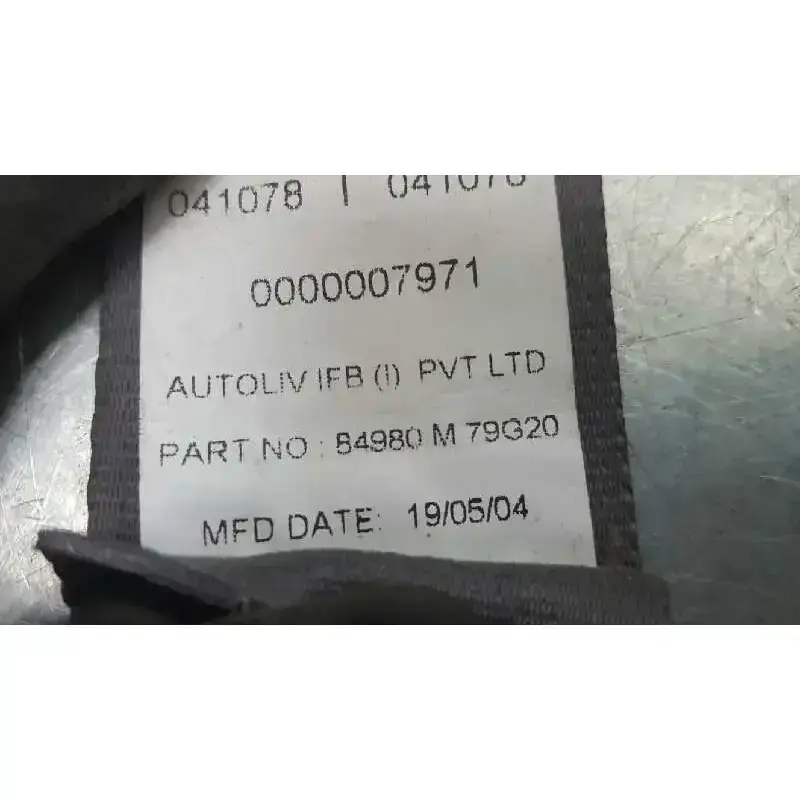 041078 | 041078
0000007971
AUTOLIV IFB (I) PVT LTD
PART NO : 84980 M 79G20
MFD DATE: 19/05/04